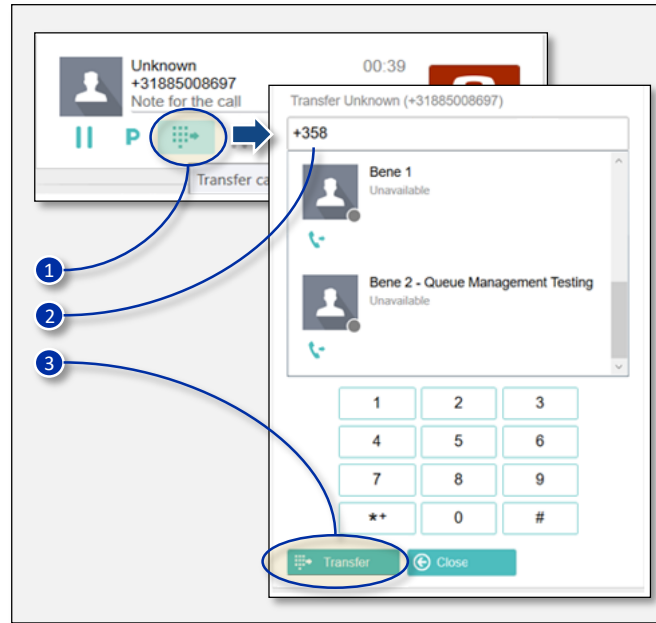 Unknown
00:39
+31885008697
Note for the call
P
Transfer ca
Transfer Unknown (+31885008697)
+358
Bene 1
Unavailable
Bene 2 - Queue Management Testing
Unavailable
1
2
3
1 2 3
4 5 6
7 8 9
*+ 0 #
Transfer Close